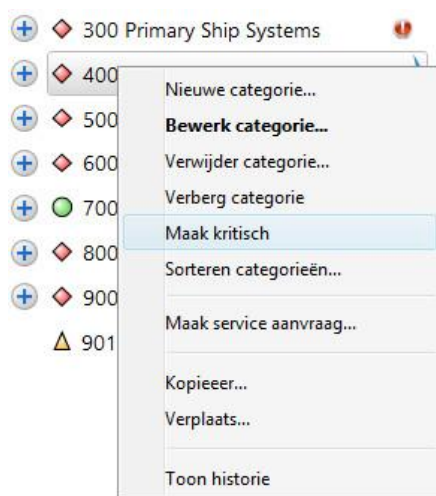 300 Primary Ship Systems
400
500
600
700
800
900
901
Nieuwe categorie...
Bewerk categorie...
Verwijder categorie...
Verberg categorie
Maak kritisch
Sorteren categorieën...
Maak service aanvraag...
Kopieeer...
Verplaats...
Toon historie